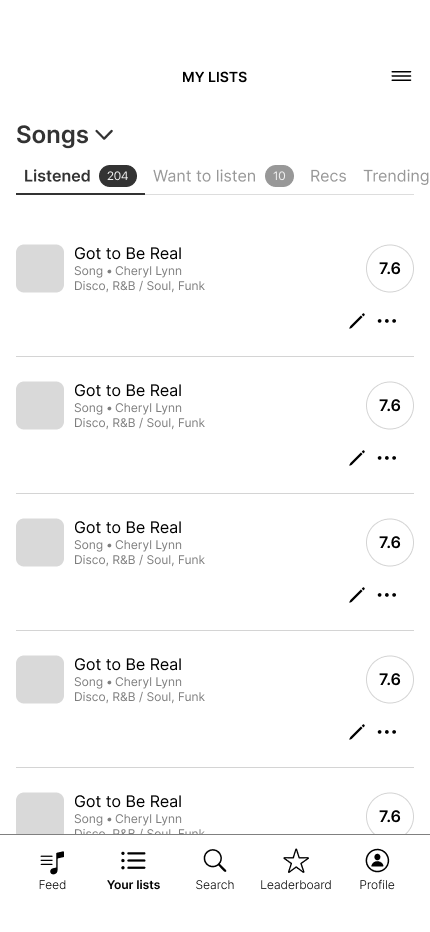 MY LISTS
Songs
Listened 204 Want to listen 10 Recs Trending
Got to Be Real
Song • Cheryl Lynn
Disco, R&B / Soul, Funk
7.6
Got to Be Real
Song • Cheryl Lynn
Disco, R&B / Soul, Funk
7.6
Got to Be Real
Song • Cheryl Lynn
Disco, R&B / Soul, Funk
7.6
Got to Be Real
Song • Cheryl Lynn
Disco, R&B / Soul, Funk
7.6
Got to Be Real
Song • Cheryl Lynn
Disco, R&B / Soul, Funk
7.6
Feed Your lists Search Leaderboard Profile